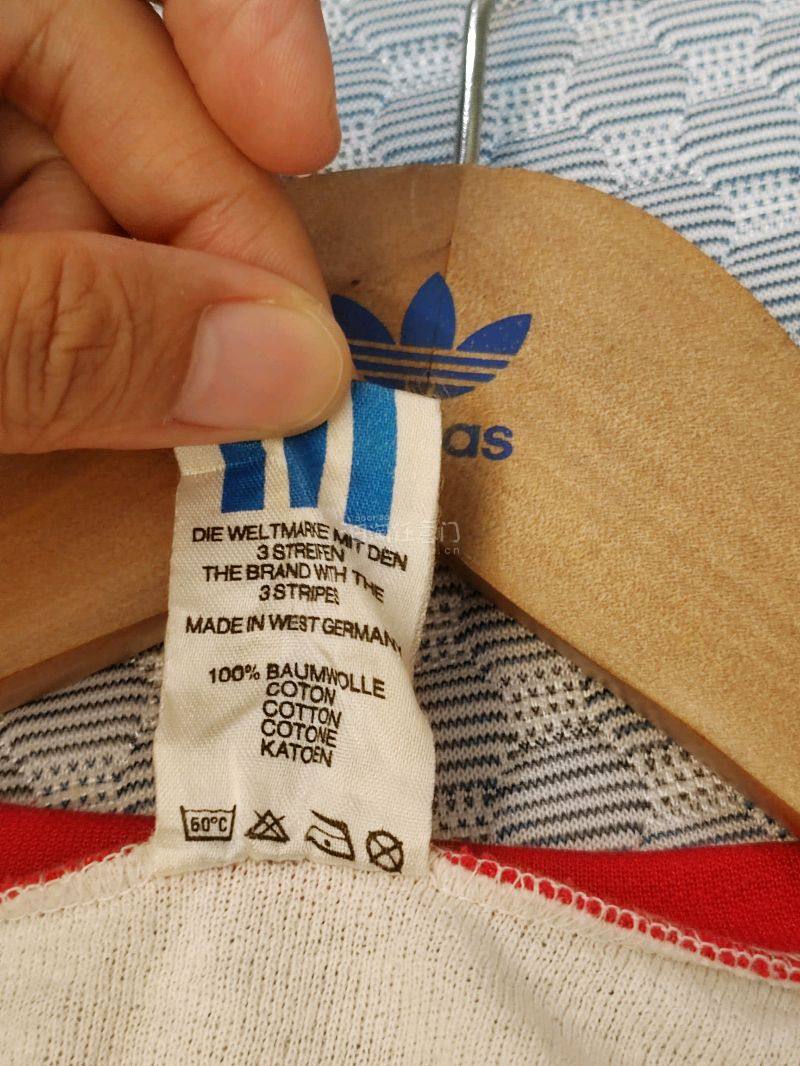 as
DIE WELTMARKE MIT DEN
3 STREIFEN
THE BRAND WITH THE
3 STRIPES
MADE IN WEST GERMANY
100% BAUMWOLLE
COTON
COTTON
COTONE
KATOEN
60°C